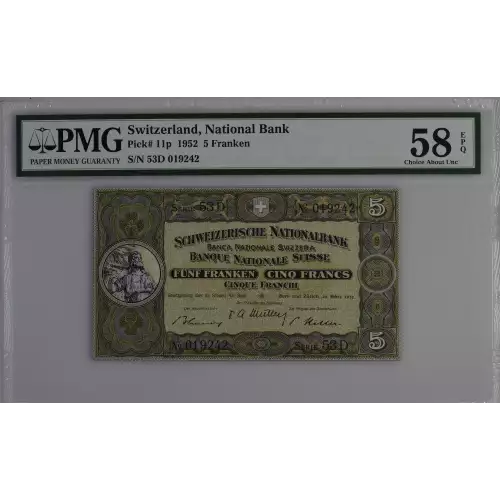 PMG
PAPER MONEY GUARANTY
Switzerland, National Bank
Pick# 11p 1952 5 Franken
S/N 53D 019242
58 EPQ
Choice About Unc
SERIE 53D
No 019242
5
SCHWEIZERISCHE NATIONALBANK
BANCA NAZIONALE SVIZZERA
BANQUE NATIONALE SUISSE
FÜNF FRANKEN CINQ FRANCS
CINQUE FRANCHI
No 019242
SERIE 53D
5